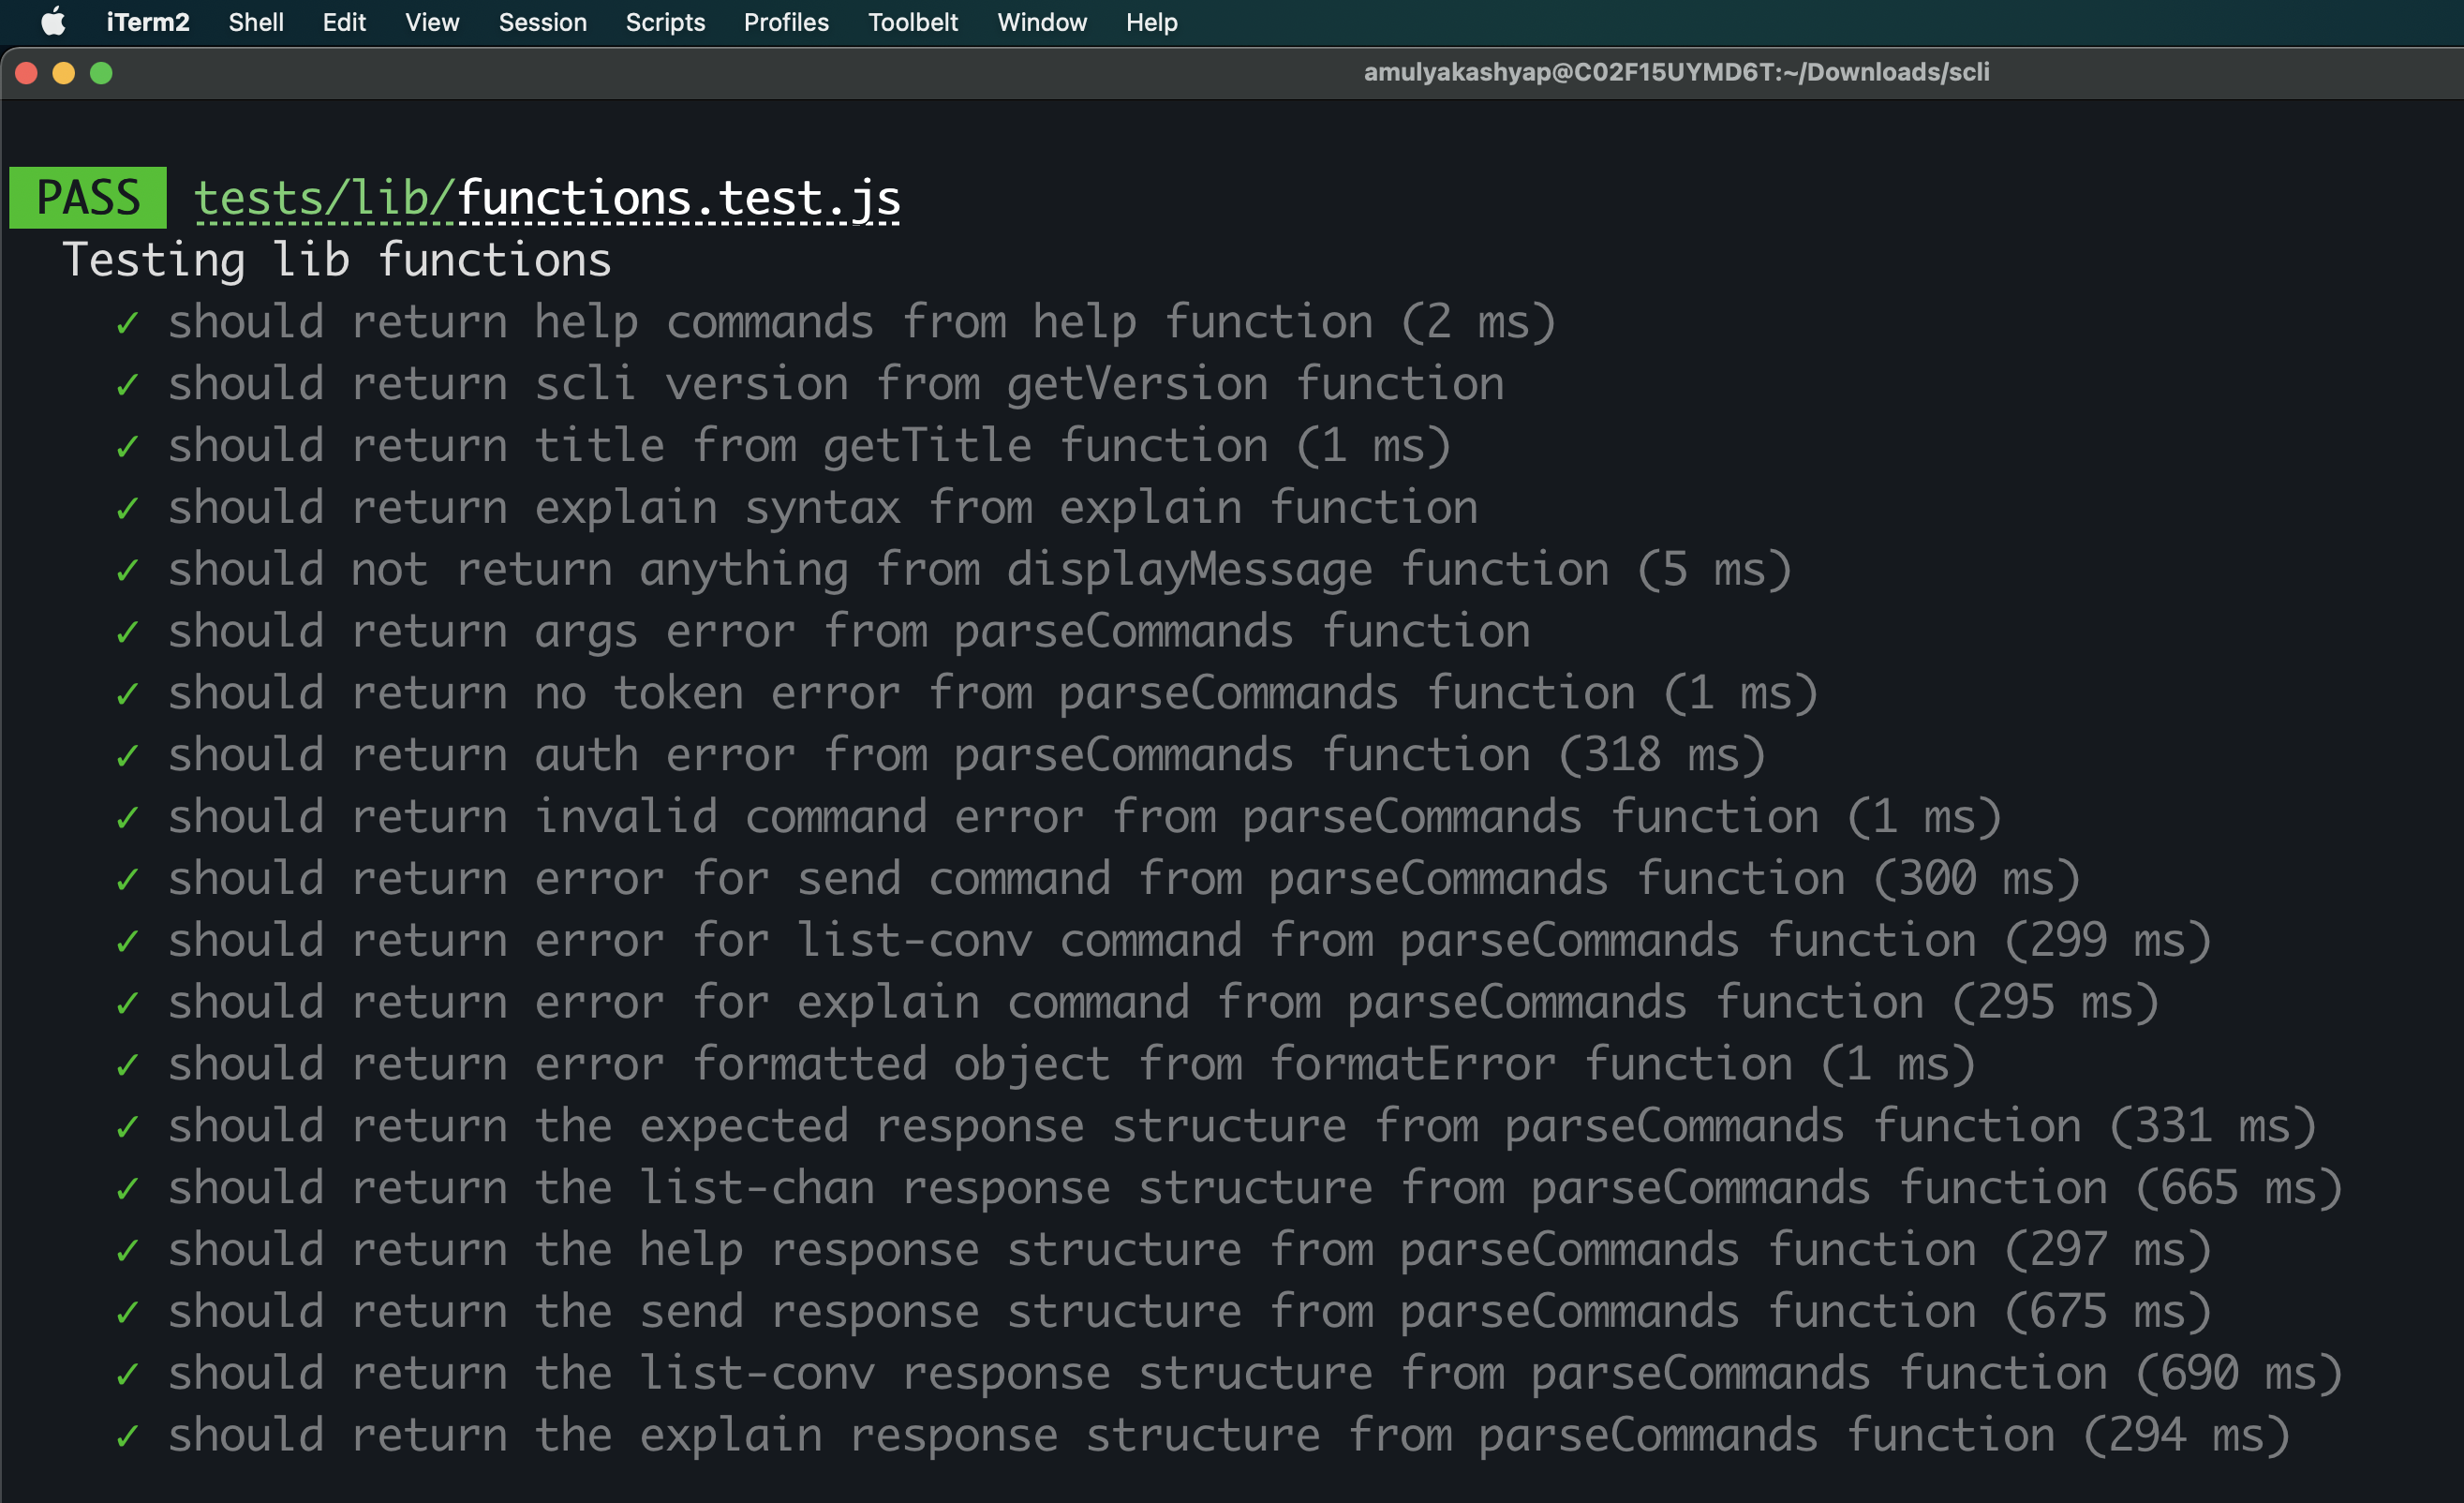 iTerm2 Shell Edit View Session Scripts Profiles Toolbelt Window Help
amulyakashyap@C02F15UYMD6T:~/Downloads/scli
PASS tests/lib/functions.test.js
Testing lib functions
✓ should return help commands from help function (2 ms)
✓ should return scli version from getVersion function
✓ should return title from getTitle function (1 ms)
✓ should return explain syntax from explain function
✓ should not return anything from displayMessage function (5 ms)
✓ should return args error from parseCommands function
✓ should return no token error from parseCommands function (1 ms)
✓ should return auth error from parseCommands function (318 ms)
✓ should return invalid command error from parseCommands function (1 ms)
✓ should return error for send command from parseCommands function (300 ms)
✓ should return error for list-conv command from parseCommands function (299 ms)
✓ should return error for explain command from parseCommands function (295 ms)
✓ should return error formatted object from formatError function (1 ms)
✓ should return the expected response structure from parseCommands function (331 ms)
✓ should return the list-chan response structure from parseCommands function (665 ms)
✓ should return the help response structure from parseCommands function (297 ms)
✓ should return the send response structure from parseCommands function (675 ms)
✓ should return the list-conv response structure from parseCommands function (690 ms)
✓ should return the explain response structure from parseCommands function (294 ms)